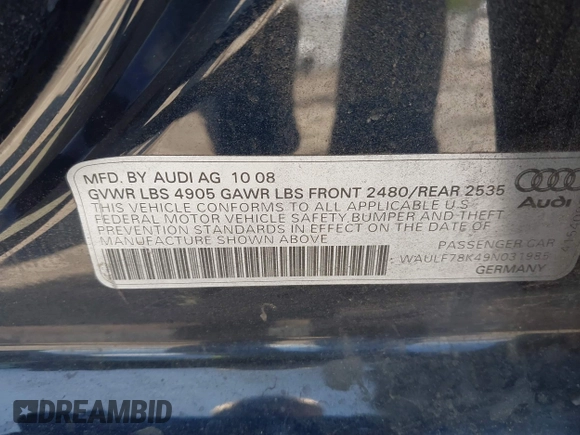 MFD. BY AUDI AG 10 08
GVWR LBS 4905 GAWR LBS FRONT 2480/REAR 2535
THIS VEHICLE CONFORMS TO ALL APPLICABLE U.S
FEDERAL MOTOR VEHICLE SAFETY, BUMPER AND THEFT
PREVENTION STANDARDS IN EFFECT ON THE DATE OF
MANUFACTURE SHOWN ABOVE
Audi
PASSENGER CAR
GERMANY
DREAMBID